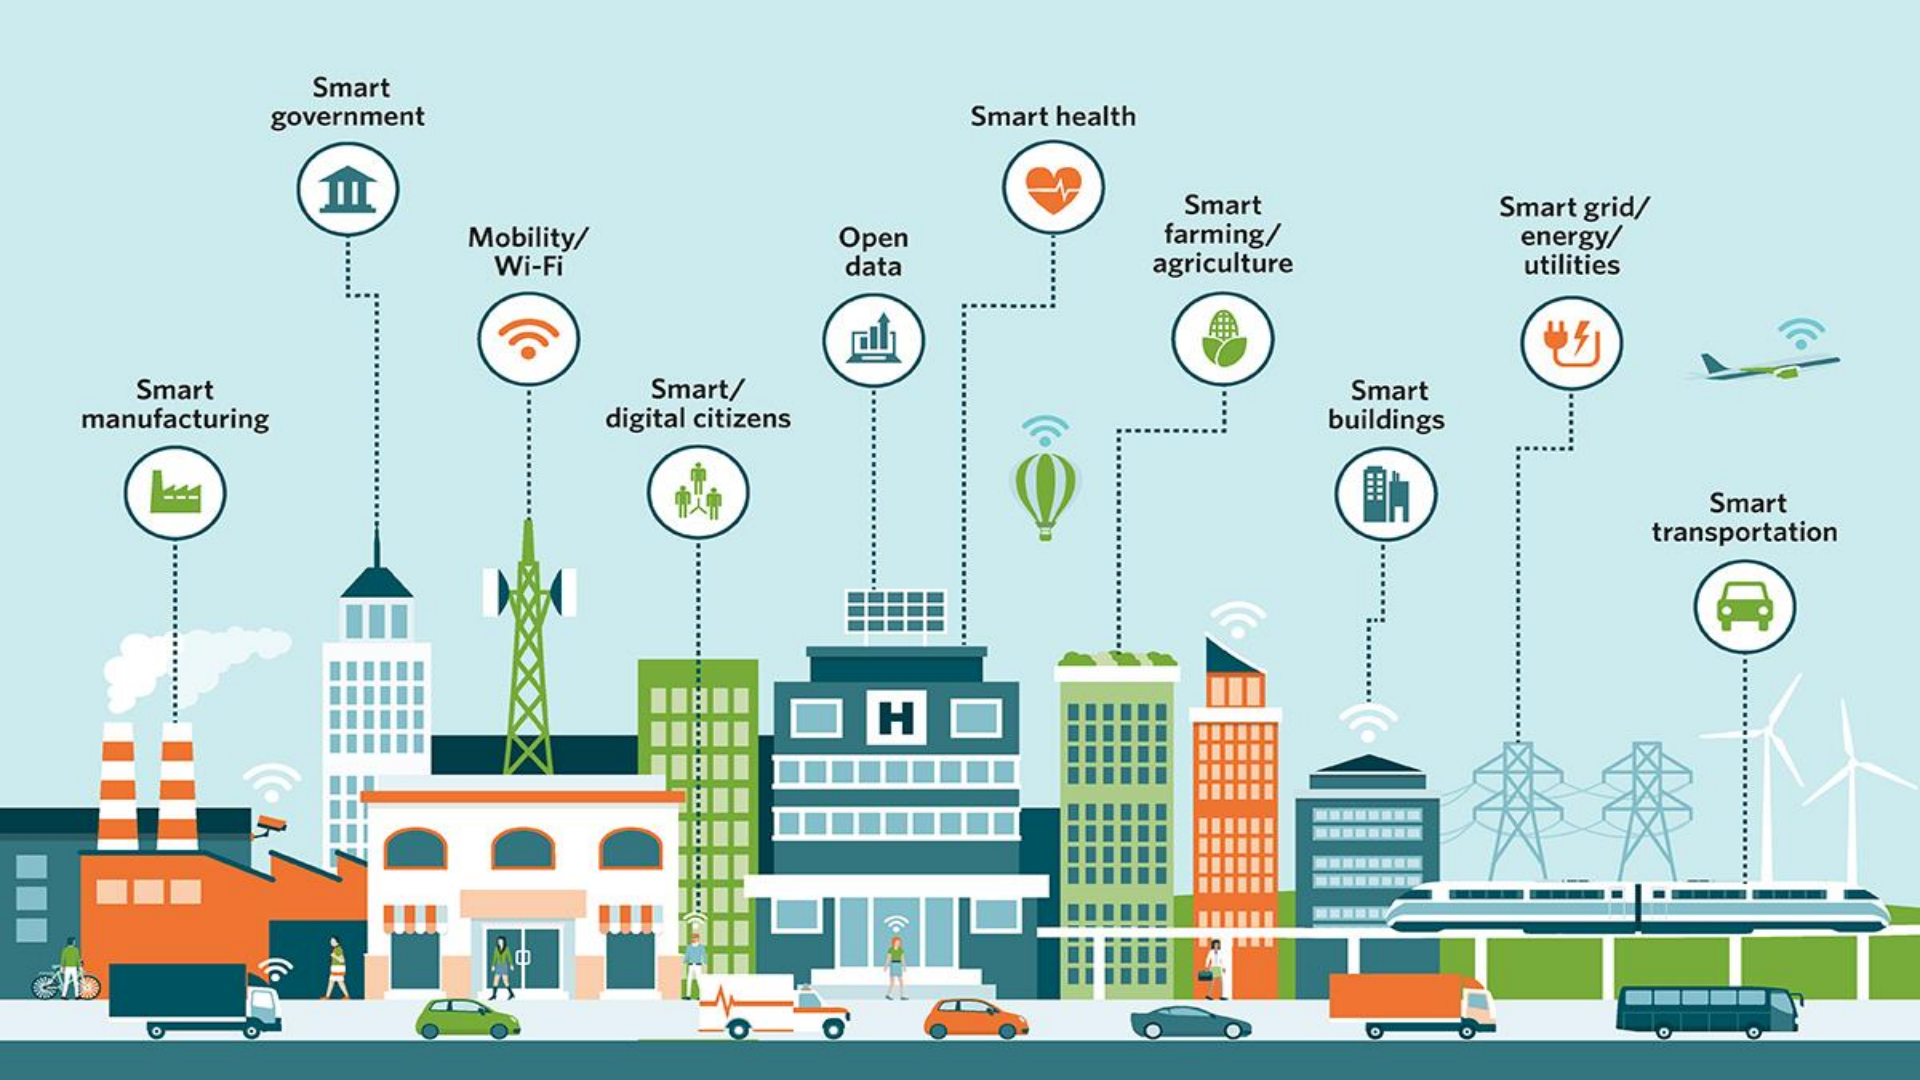 Smart
government
Smart health
Smart
farming/
agriculture
Smart grid/
energy/
utilities
Mobility/
Wi-Fi
Open
data
Smart
manufacturing
Smart/
digital citizens
Smart
buildings
Smart
transportation
H